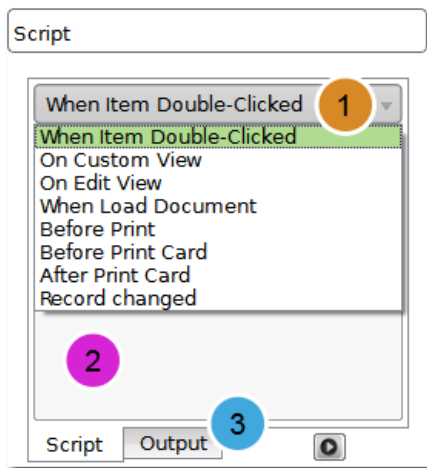 Script
When Item Double-Clicked 1
When Item Double-Clicked
On Custom View
On Edit View
When Load Document
Before Print
Before Print Card
After Print Card
Record changed
2
3
Script Output